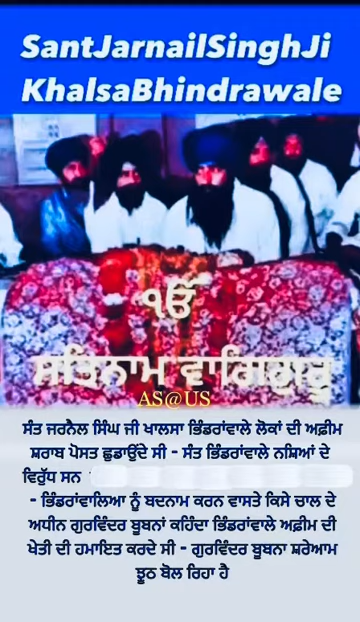 SantJarnailSinghJi
KhalsaBhindrawale
ੴ
ਸਤਿਨਾਮ ਵਾਹਿਗੁਰੂ
AS@US
ਸੰਤ ਜਰਨੈਲ ਸਿੰਘ ਜੀ ਖਾਲਸਾ ਭਿੰਡਰਾਂਵਾਲੇ ਲੋਕਾਂ ਦੀ ਅਫ਼ੀਮ
ਸ਼ਰਾਬ ਪੋਸਤ ਛੁਡਾਉਂਦੇ ਸੀ - ਸੰਤ ਭਿੰਡਰਾਂਵਾਲੇ ਨਸ਼ਿਆਂ ਦੇ
ਵਿਰੁੱਧ ਸਨ
- ਭਿੰਡਰਾਂਵਾਲਿਆ ਨੂੰ ਬਦਨਾਮ ਕਰਨ ਵਾਸਤੇ ਕਿਸੇ ਚਾਲ ਦੇ
ਅਧੀਨ ਗੁਰਵਿੰਦਰ ਬੂਬਨਾਂ ਕਹਿੰਦਾ ਭਿੰਡਰਾਂਵਾਲੇ ਅਫ਼ੀਮ ਦੀ
ਖੇਤੀ ਦੀ ਹਮਾਇਤ ਕਰਦੇ ਸੀ - ਗੁਰਵਿੰਦਰ ਬੂਬਨਾ ਸ਼ਰੇਆਮ
ਝੂਠ ਬੋਲ ਰਿਹਾ ਹੈ